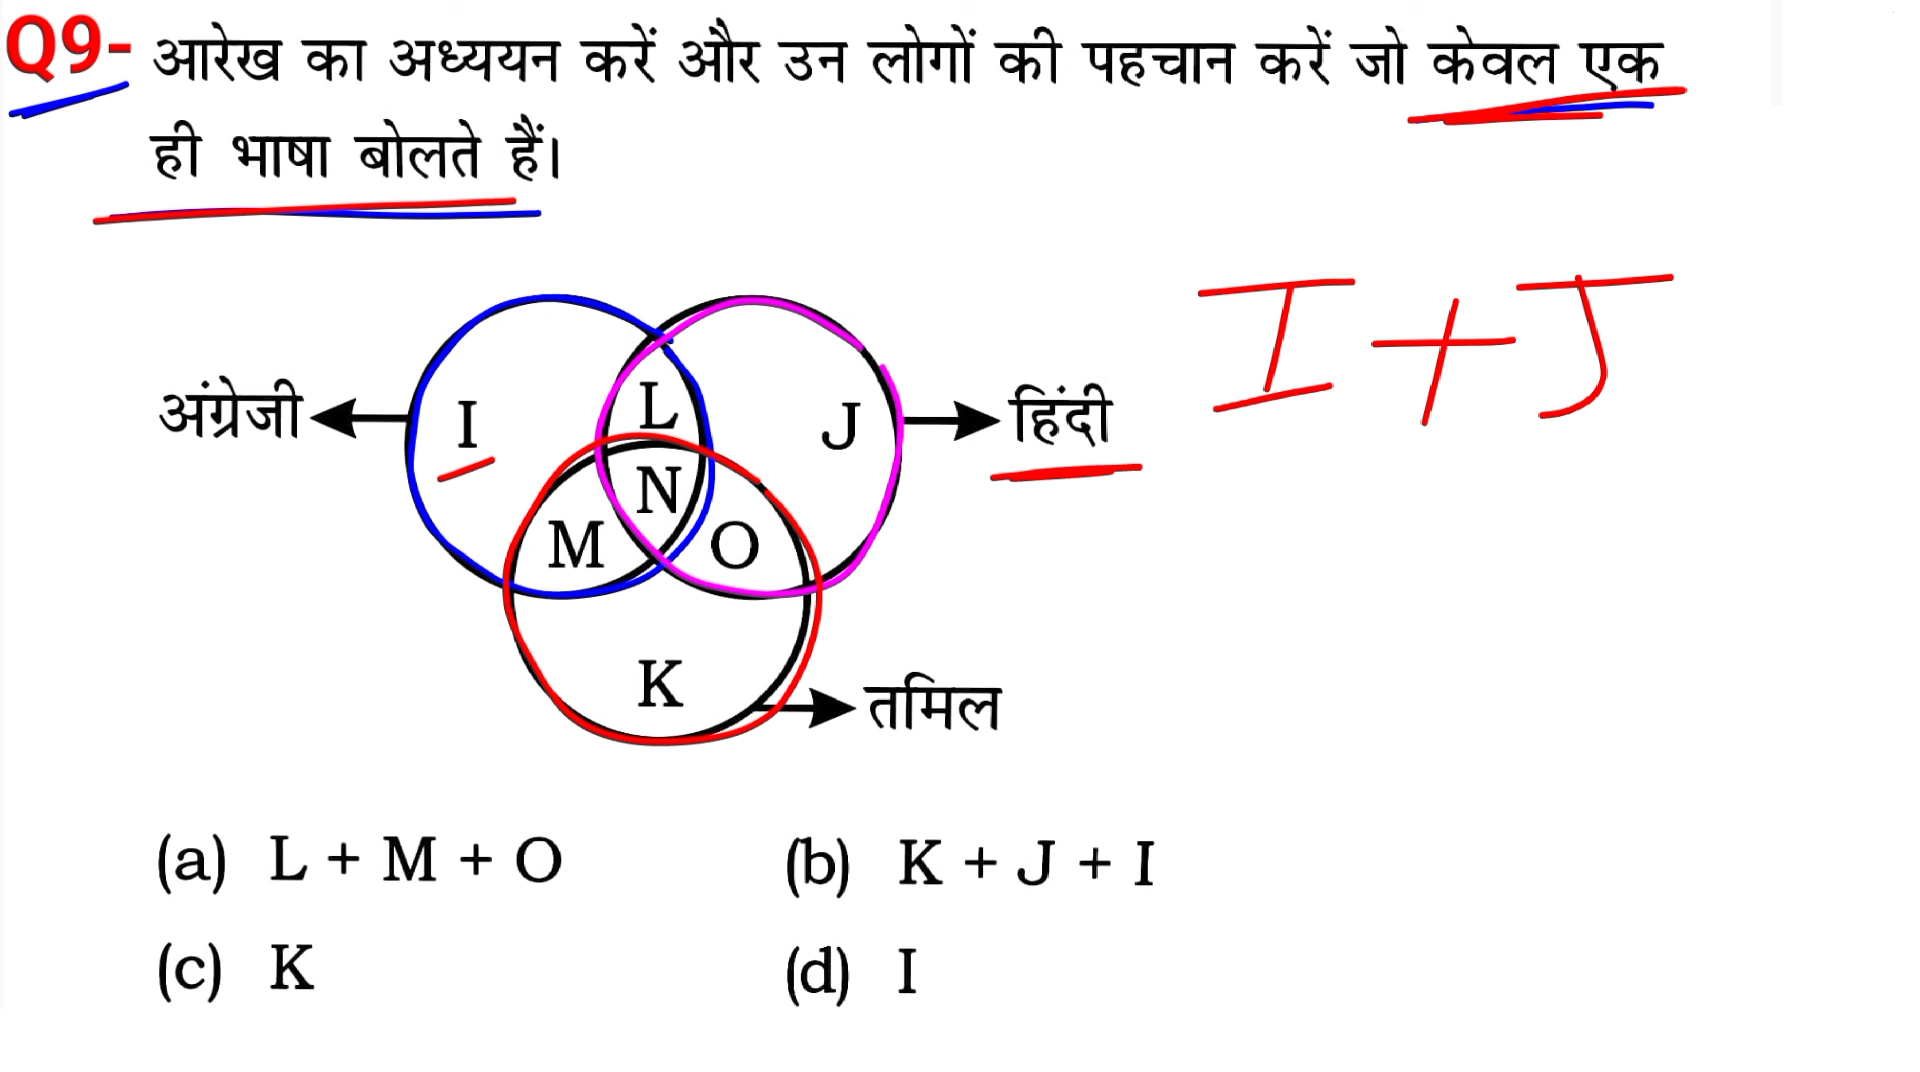 Q9- आरेख का अध्ययन करें और उन लोगों की पहचान करें जो केवल एक
ही भाषा बोलते हैं।
I + J
अंग्रेजी I L J हिंदी
N
M O
K
तमिल
(a) L + M + O (b) K + J + I
(c) K (d) I